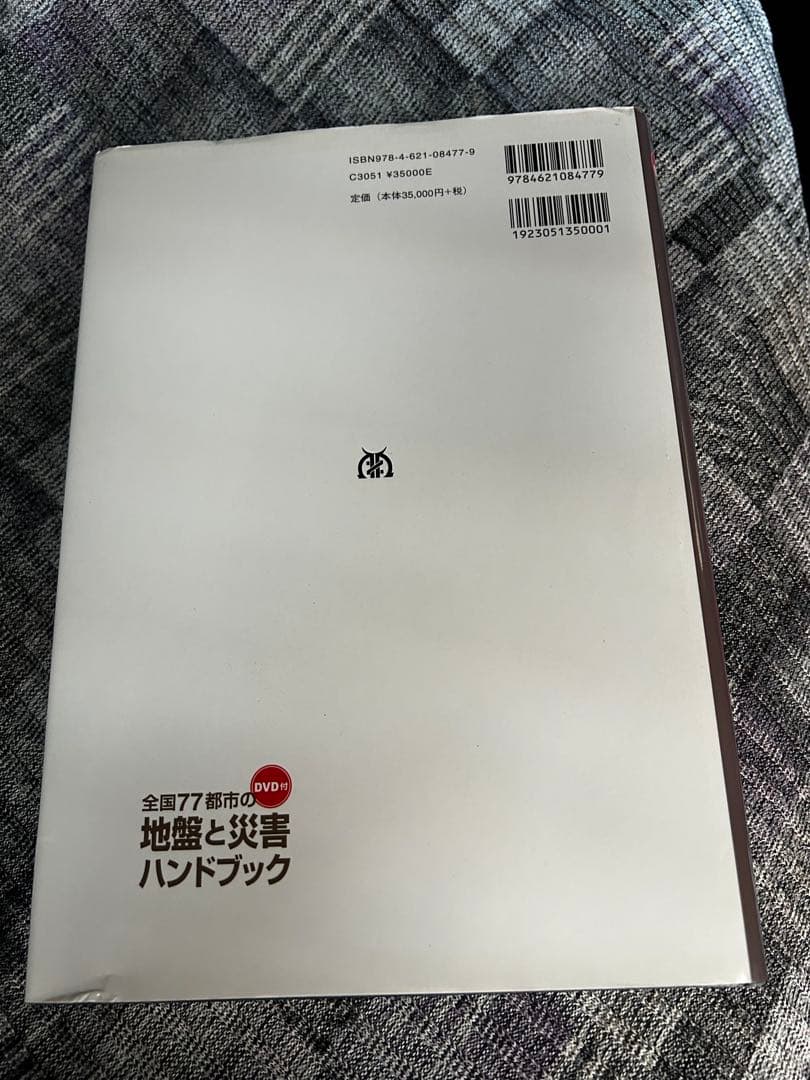 ISBN978-4-621-08477-9
C3051 ¥35000E
定価（本体35,000円+税）
9784621084779
1923051350001
DVD付
全国77都市の
地盤と災害
ハンドブック